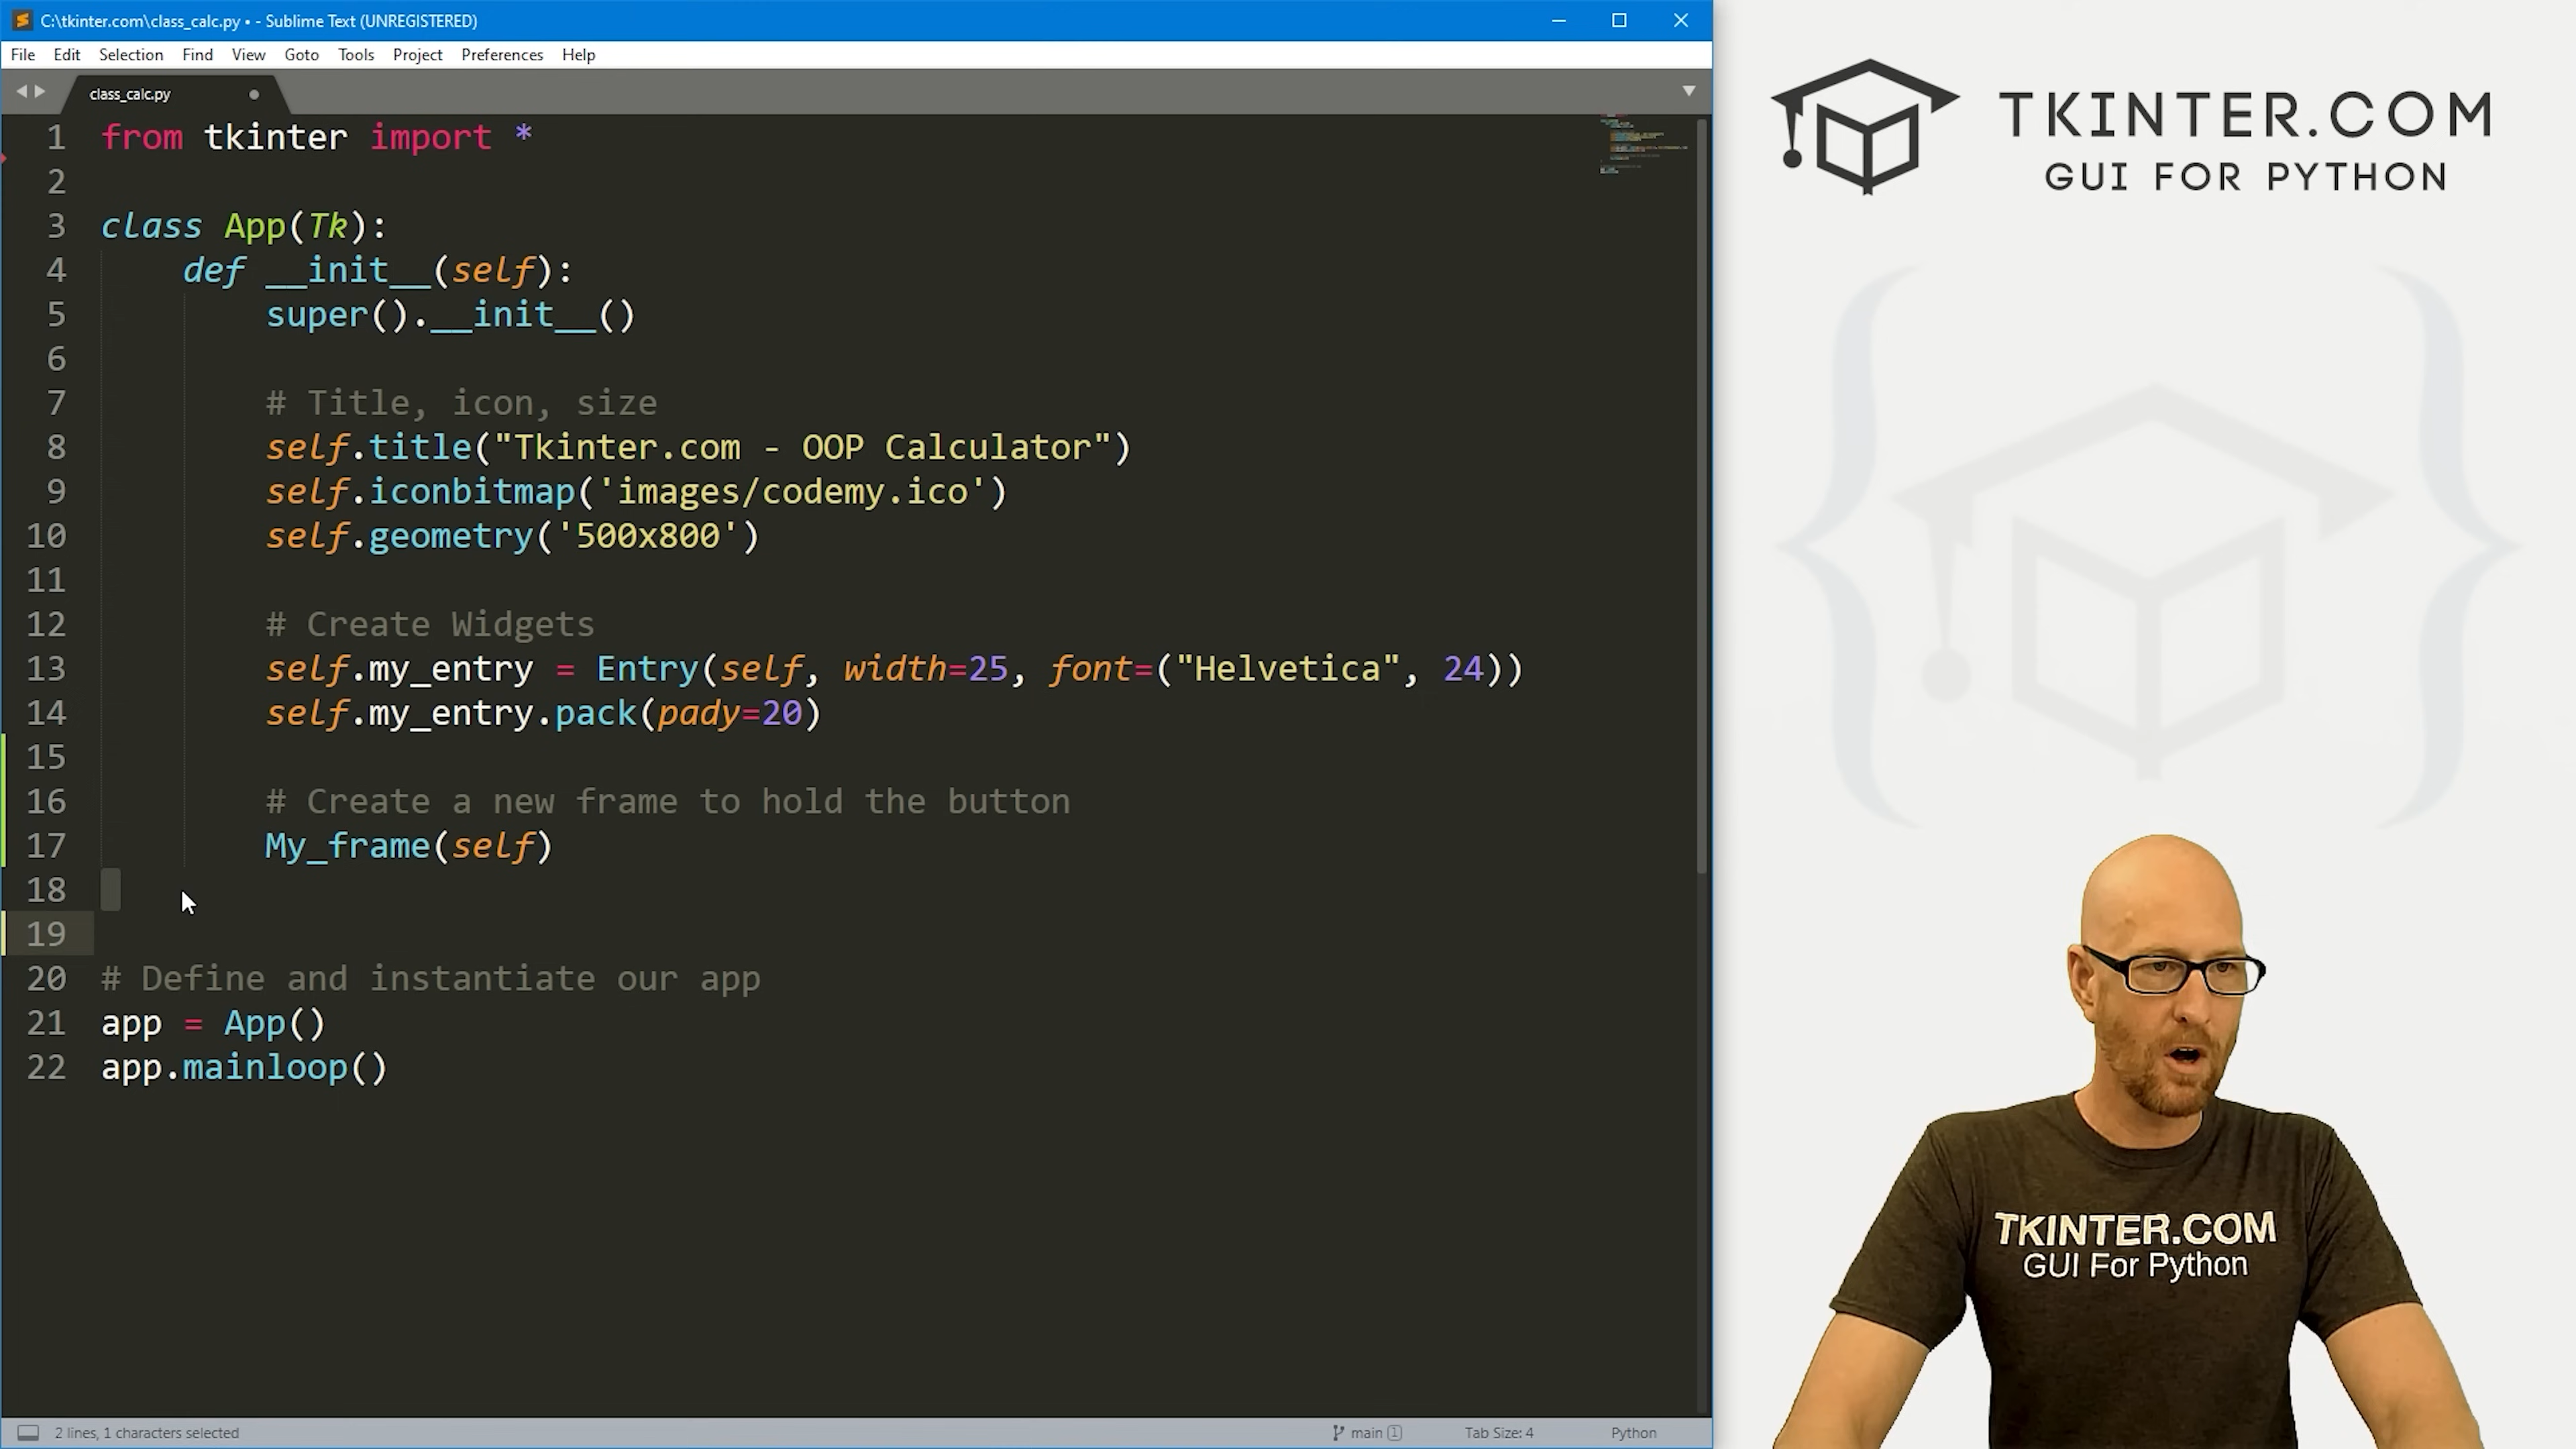 C:\tkinter.com\class_calc.py • - Sublime Text (UNREGISTERED)
File Edit Selection Find View Goto Tools Project Preferences Help
class_calc.py
1 from tkinter import *
2
3 class App(Tk):
4 def __init__(self):
5 super().__init__()
6
7 # Title, icon, size
8 self.title("Tkinter.com - OOP Calculator")
9 self.iconbitmap('images/codemy.ico')
10 self.geometry('500x800')
11
12 # Create Widgets
13 self.my_entry = Entry(self, width=25, font=("Helvetica", 24))
14 self.my_entry.pack(pady=20)
15
16 # Create a new frame to hold the button
17 My_frame(self)
18
19
20 # Define and instantiate our app
21 app = App()
22 app.mainloop()
2 lines, 1 characters selected
main 1
Tab Size: 4
Python
TKINTER.COM
GUI FOR PYTHON
TKINTER.COM
GUI For Python